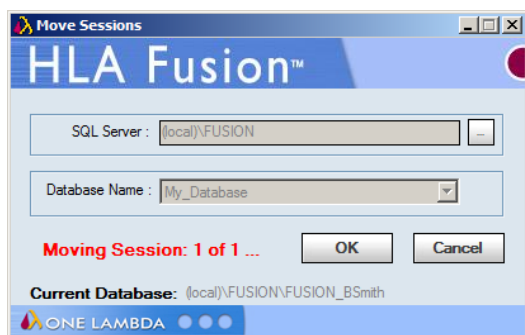 Move Sessions
HLA Fusion™
SQL Server : (local)\FUSION ...
Database Name : My_Database
Moving Session: 1 of 1 ... OK Cancel
Current Database: (local)\FUSION\FUSION_BSmith
ONE LAMBDA